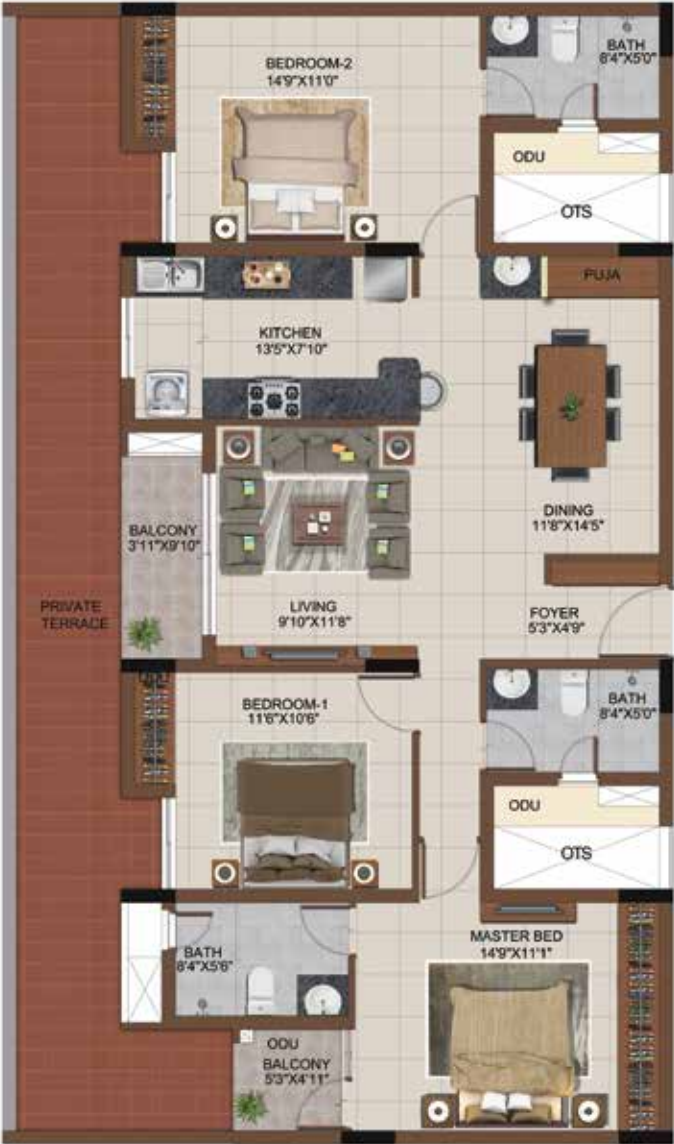 BEDROOM-2
14'9"X11'0"
BATH
8'4"X5'0"
ODU
OTS
PUJA
KITCHEN
13'5"X7'10"
DINING
11'8"X14'5"
BALCONY
3'11"X9'10"
PRIVATE
TERRACE
LIVING
9'10"X11'8"
FOYER
5'3"X4'9"
BEDROOM-1
11'6"X10'6"
BATH
8'4"X5'0"
ODU
OTS
MASTER BED
14'9"X11'1"
BATH
8'4"X5'6"
ODU
BALCONY
5'3"X4'11"